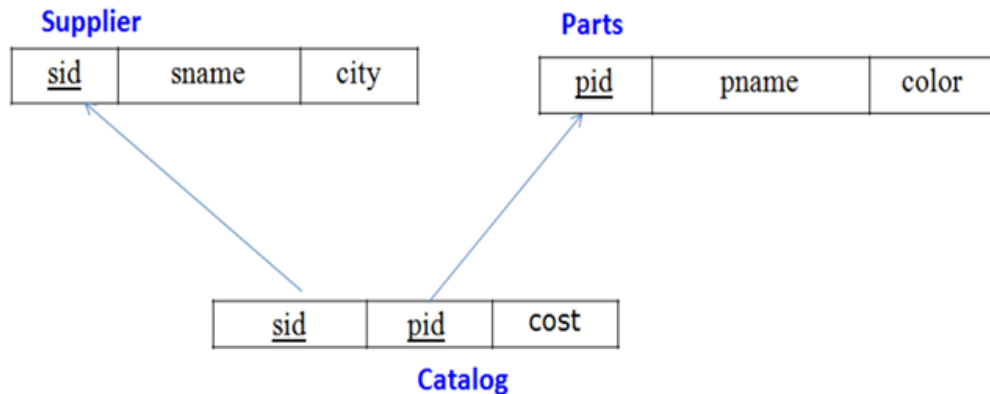 Supplier
sid sname city
Parts
pid pname color
sid pid cost
Catalog